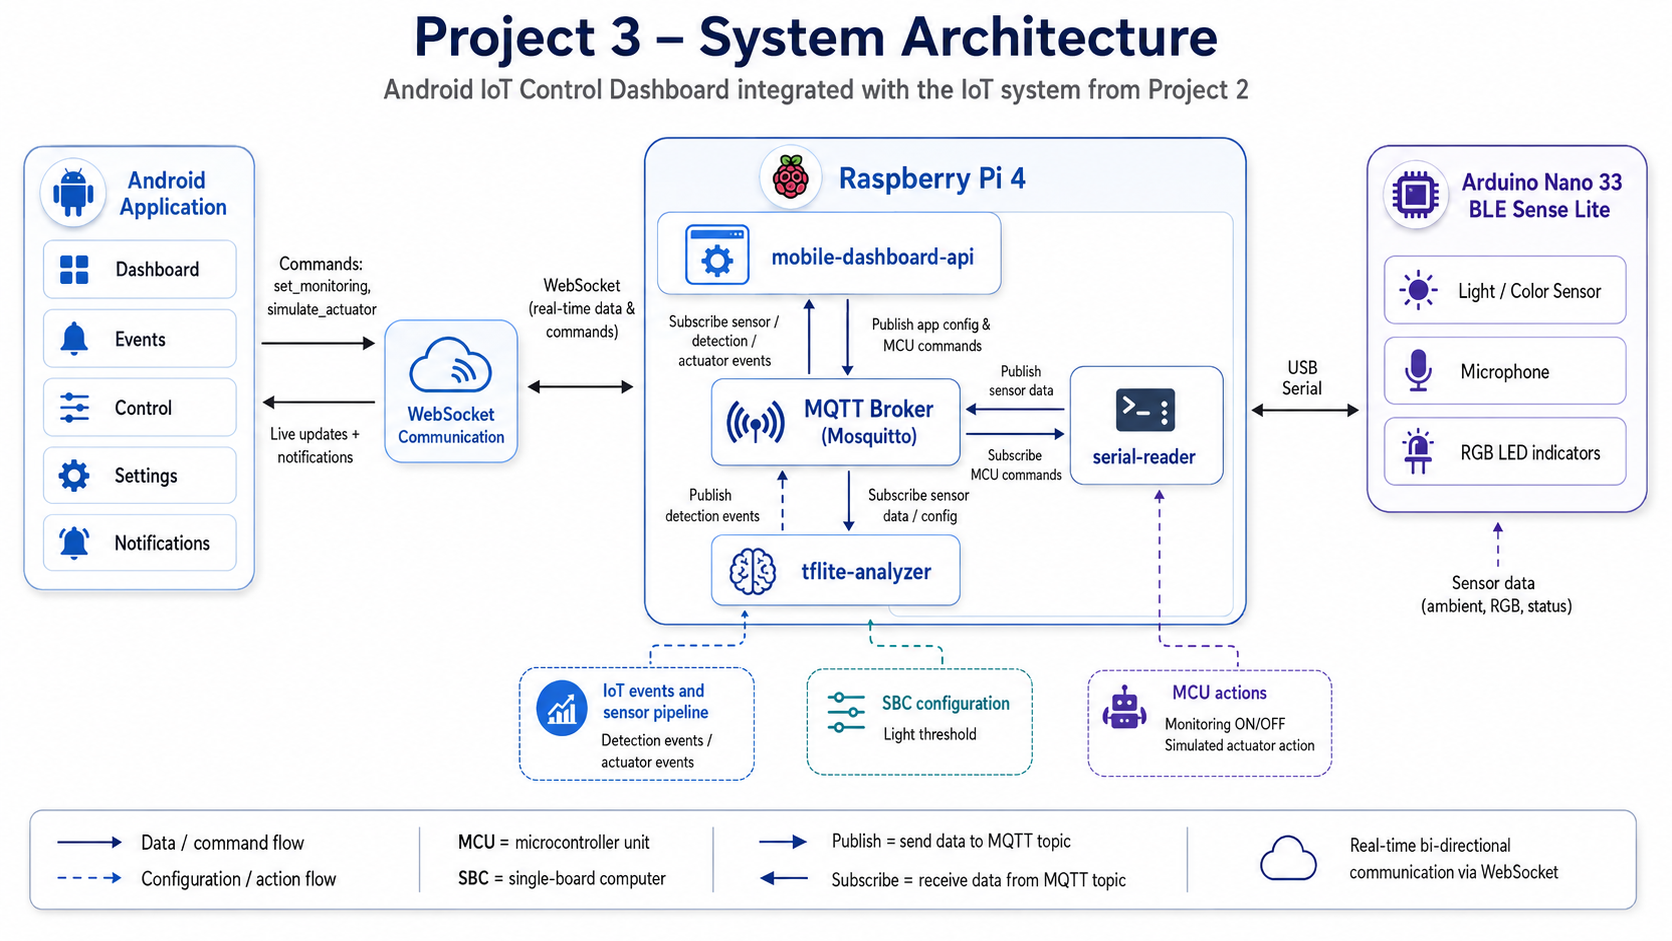 Project 3 – System Architecture
Android IoT Control Dashboard integrated with the IoT system from Project 2
Android
Application
Dashboard
Events
Control
Settings
Notifications
Commands:
set_monitoring,
simulate_actuator
Live updates +
notifications
WebSocket
Communication
WebSocket
(real-time data &
commands)
Raspberry Pi 4
mobile-dashboard-api
Subscribe sensor /
detection /
actuator events
Publish app config &
MCU commands
MQTT Broker
(Mosquitto)
Publish
sensor data
Subscribe
MCU commands
serial-reader
Publish
detection events
Subscribe sensor
data / config
tflite-analyzer
USB
Serial
Arduino Nano 33
BLE Sense Lite
Light / Color Sensor
Microphone
RGB LED indicators
Sensor data
(ambient, RGB, status)
IoT events and
sensor pipeline
Detection events /
actuator events
SBC configuration
Light threshold
MCU actions
Monitoring ON/OFF
Simulated actuator action
Data / command flow
Configuration / action flow
MCU = microcontroller unit
SBC = single-board computer
Publish = send data to MQTT topic
Subscribe = receive data from MQTT topic
Real-time bi-directional
communication via WebSocket